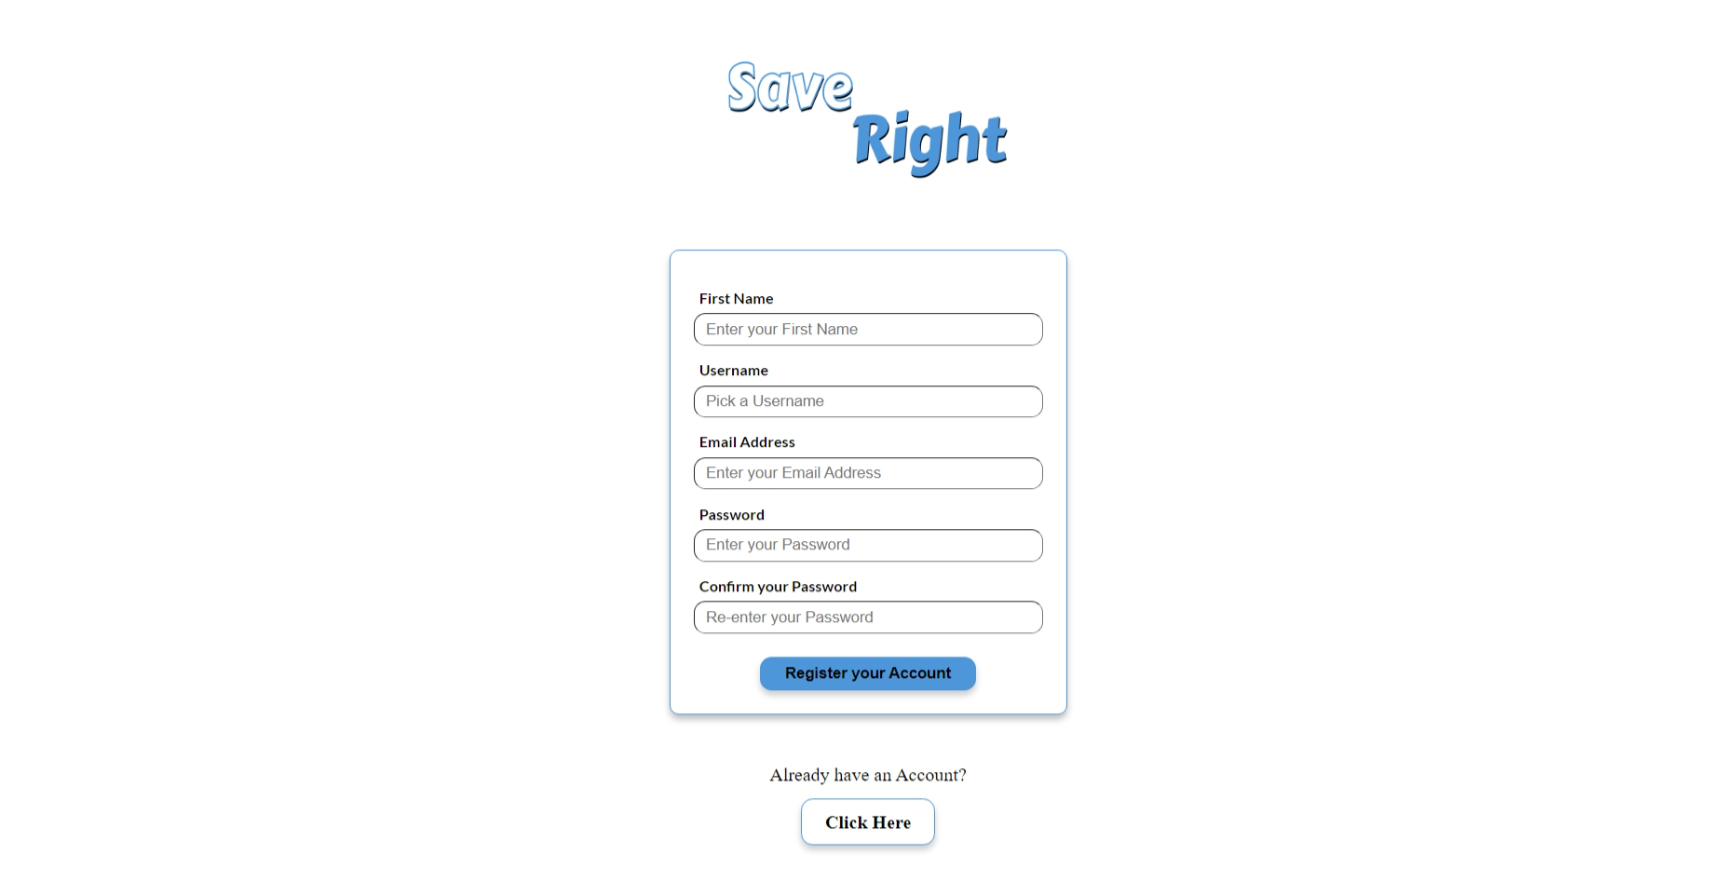 Save
Right
First Name
Enter your First Name
Username
Pick a Username
Email Address
Enter your Email Address
Password
Enter your Password
Confirm your Password
Re-enter your Password
Register your Account
Already have an Account?
Click Here